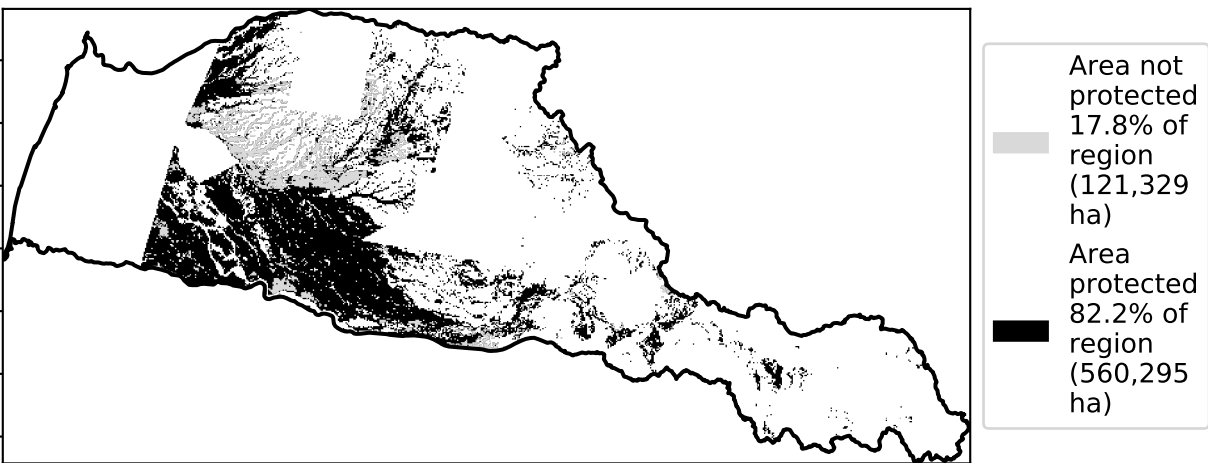 Area not
protected
17.8% of
region
(121,329
ha)
Area
protected
82.2% of
region
(560,295
ha)